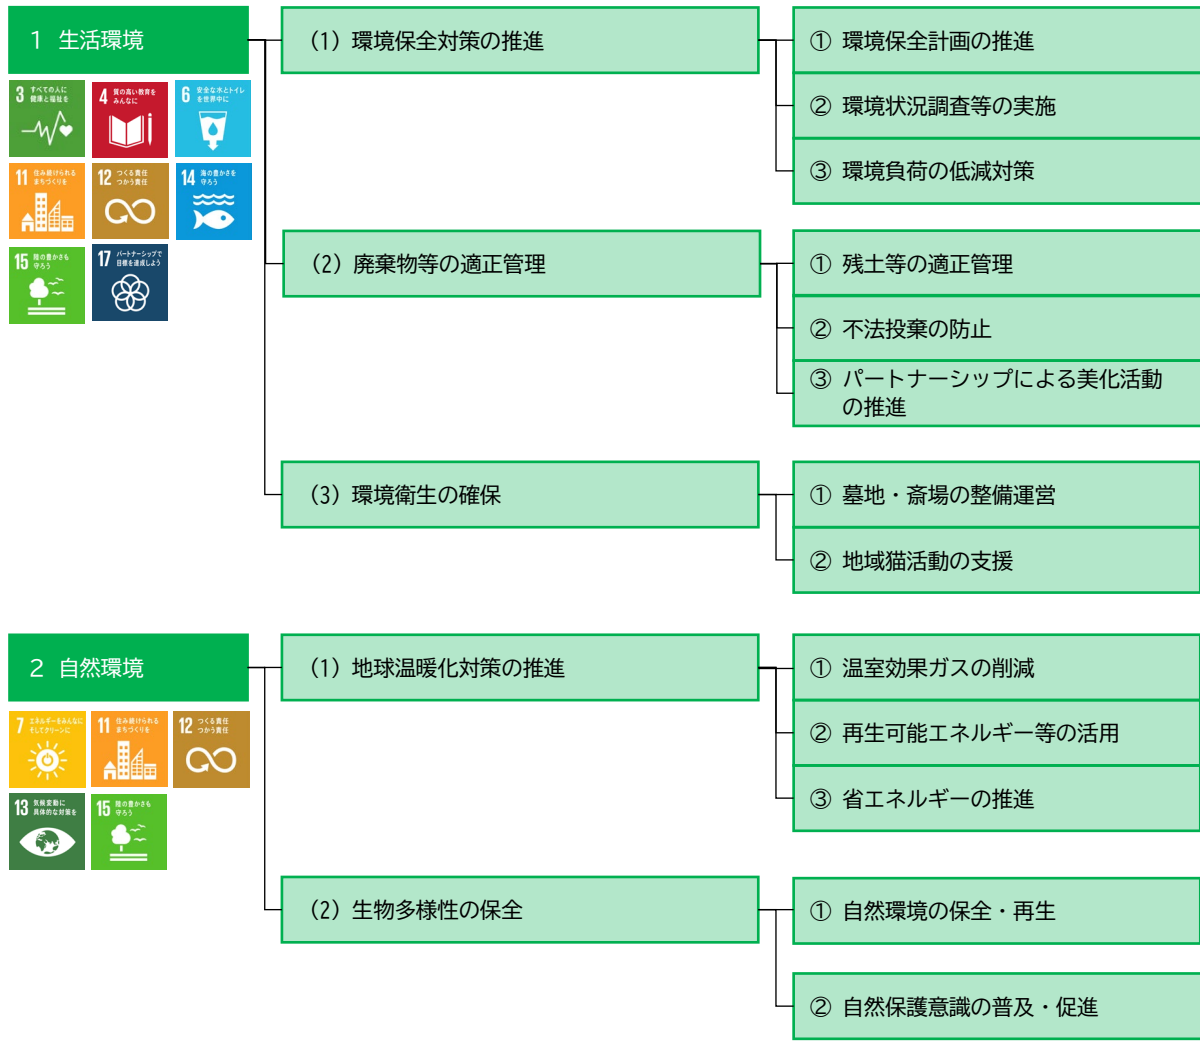 1 生活環境
3 すべての人に
健康と福祉を
4 質の高い教育を
みんなに
6 安全な水とトイレ
を世界中に
11 住み続けられる
まちづくりを
12 つくる責任
つかう責任
14 海の豊かさを
守ろう
15 陸の豊かさも
守ろう
17 パートナーシップで
目標を達成しよう
(1) 環境保全対策の推進
① 環境保全計画の推進
② 環境状況調査等の実施
③ 環境負荷の低減対策
(2) 廃棄物等の適正管理
① 残土等の適正管理
② 不法投棄の防止
③ パートナーシップによる美化活動
の推進
(3) 環境衛生の確保
① 墓地・斎場の整備運営
② 地域猫活動の支援
2 自然環境
7 エネルギーをみんなに
そしてクリーンに
11 住み続けられる
まちづくりを
12 つくる責任
つかう責任
13 気候変動に
具体的な対策を
15 陸の豊かさも
守ろう
(1) 地球温暖化対策の推進
① 温室効果ガスの削減
② 再生可能エネルギー等の活用
③ 省エネルギーの推進
(2) 生物多様性の保全
① 自然環境の保全・再生
② 自然保護意識の普及・促進